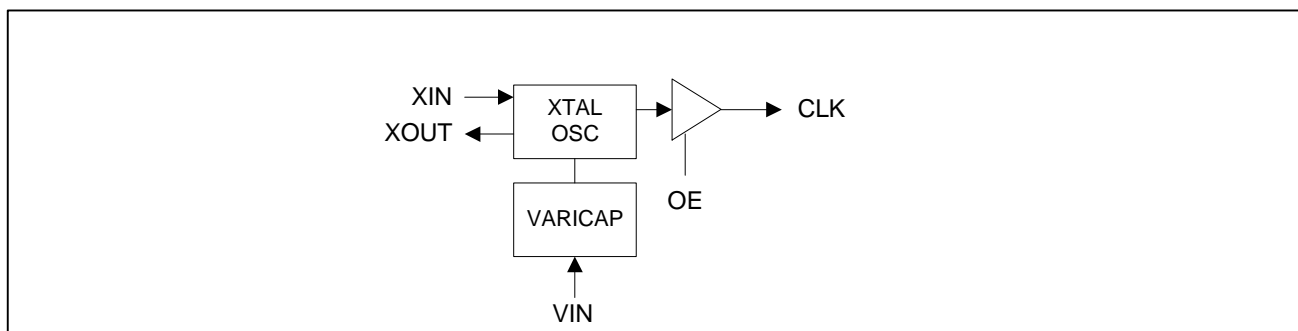 XIN
XOUT
XTAL
OSC
CLK
OE
VARICAP
VIN